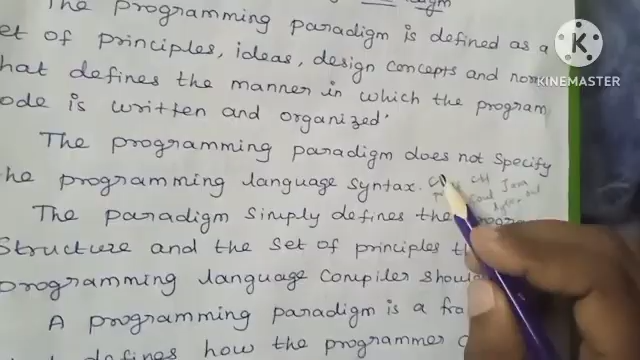 The programming paradigm is defined as a
et of principles, ideas, design concepts and norm
hat defines the manner in which the program
ode is written and organized'
KINEMASTER
The programming paradigm does not specify
he programming language syntax.
The paradigm simply defines the
Structure and the set of principles
programming language compiler shoul
A programming paradigm is a fra
defines how the programmer